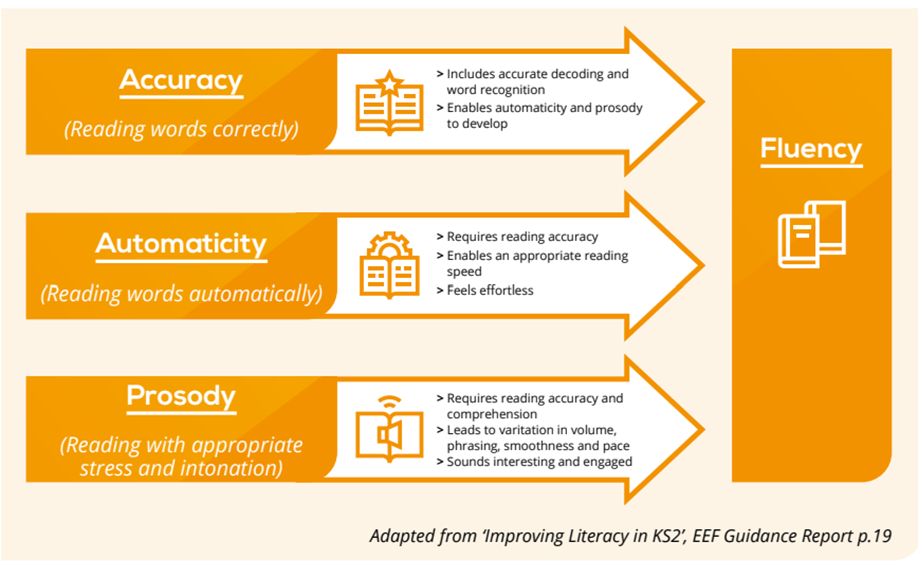 Accuracy
(Reading words correctly)
> Includes accurate decoding and
word recognition
> Enables automaticity and prosody
to develop
Automaticity
(Reading words automatically)
> Requires reading accuracy
> Enables an appropriate reading
speed
> Feels effortless
Prosody
(Reading with appropriate
stress and intonation)
> Requires reading accuracy and
comprehension
> Leads to varitation in volume,
phrasing, smoothness and pace
> Sounds interesting and engaged
Fluency
Adapted from ‘Improving Literacy in KS2’, EEF Guidance Report p.19